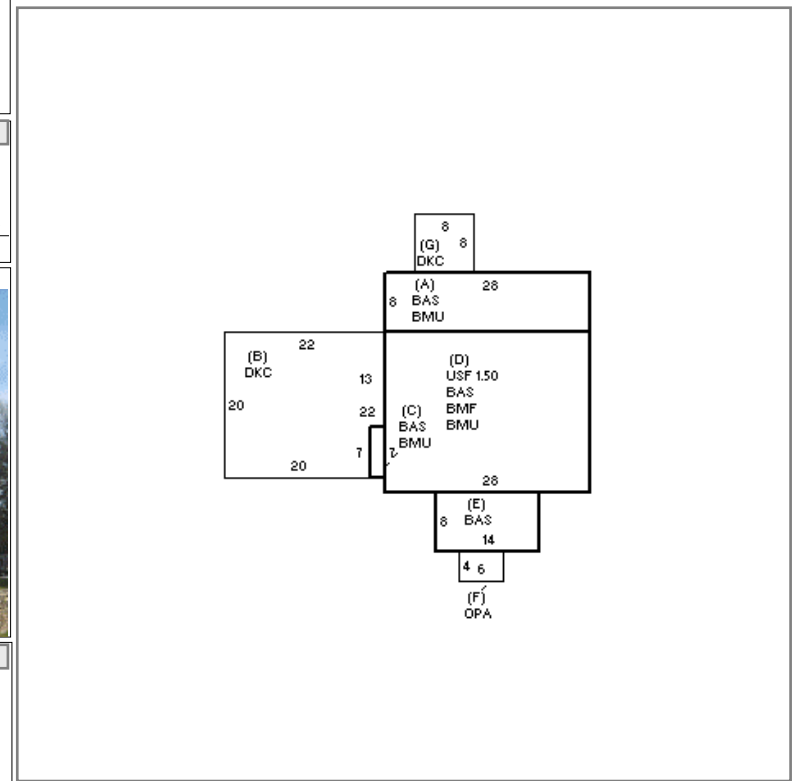 8
(G) 8
DKC
(A) 28
8 BAS
BMU
22
(B)
DKC
13
20
22
7
20
(C)
BAS
BMU
7
(D)
USF 1.50
BAS
BMF
BMU
28
(E)
8 BAS
14
4 6
(F)
OPA